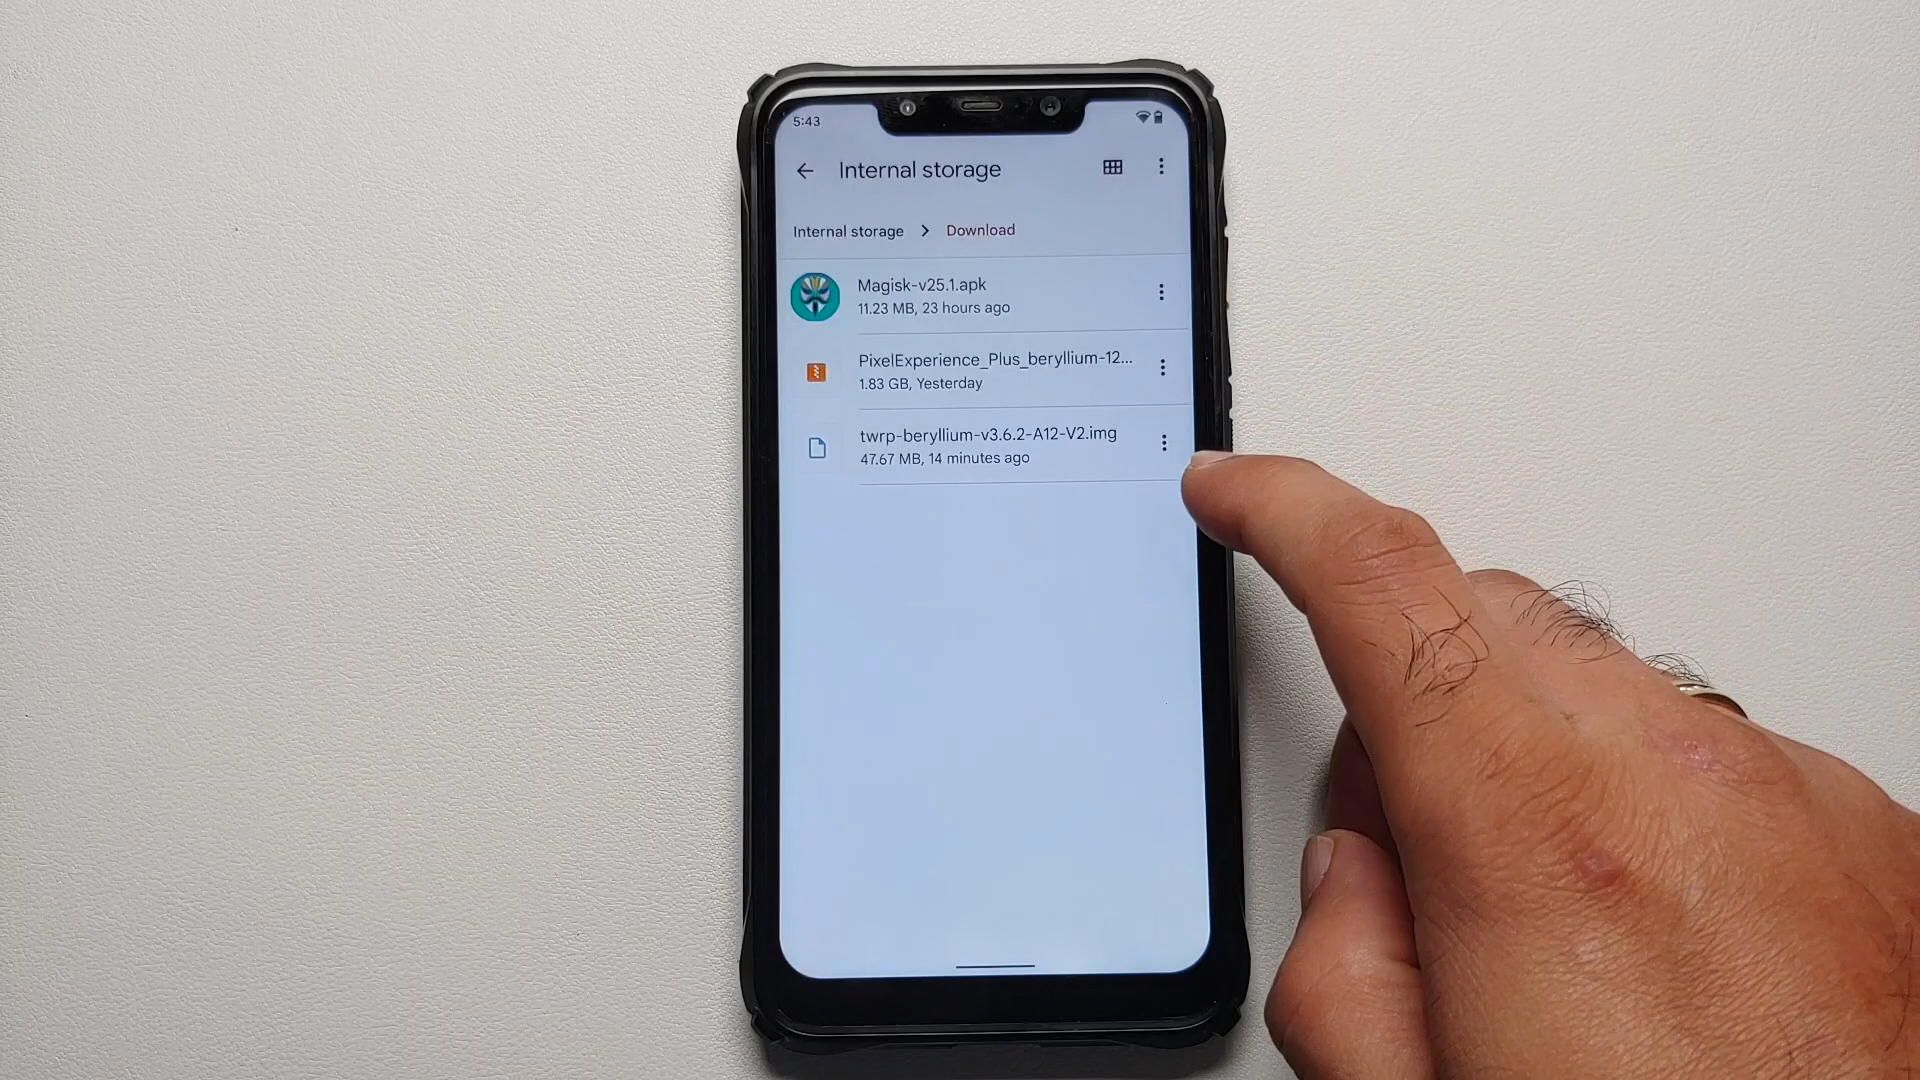 5:43
Internal storage
Internal storage > Download
Magisk-v25.1.apk
11.23 MB, 23 hours ago
PixelExperience_Plus_beryllium-12...
1.83 GB, Yesterday
twrp-beryllium-v3.6.2-A12-V2.img
47.67 MB, 14 minutes ago